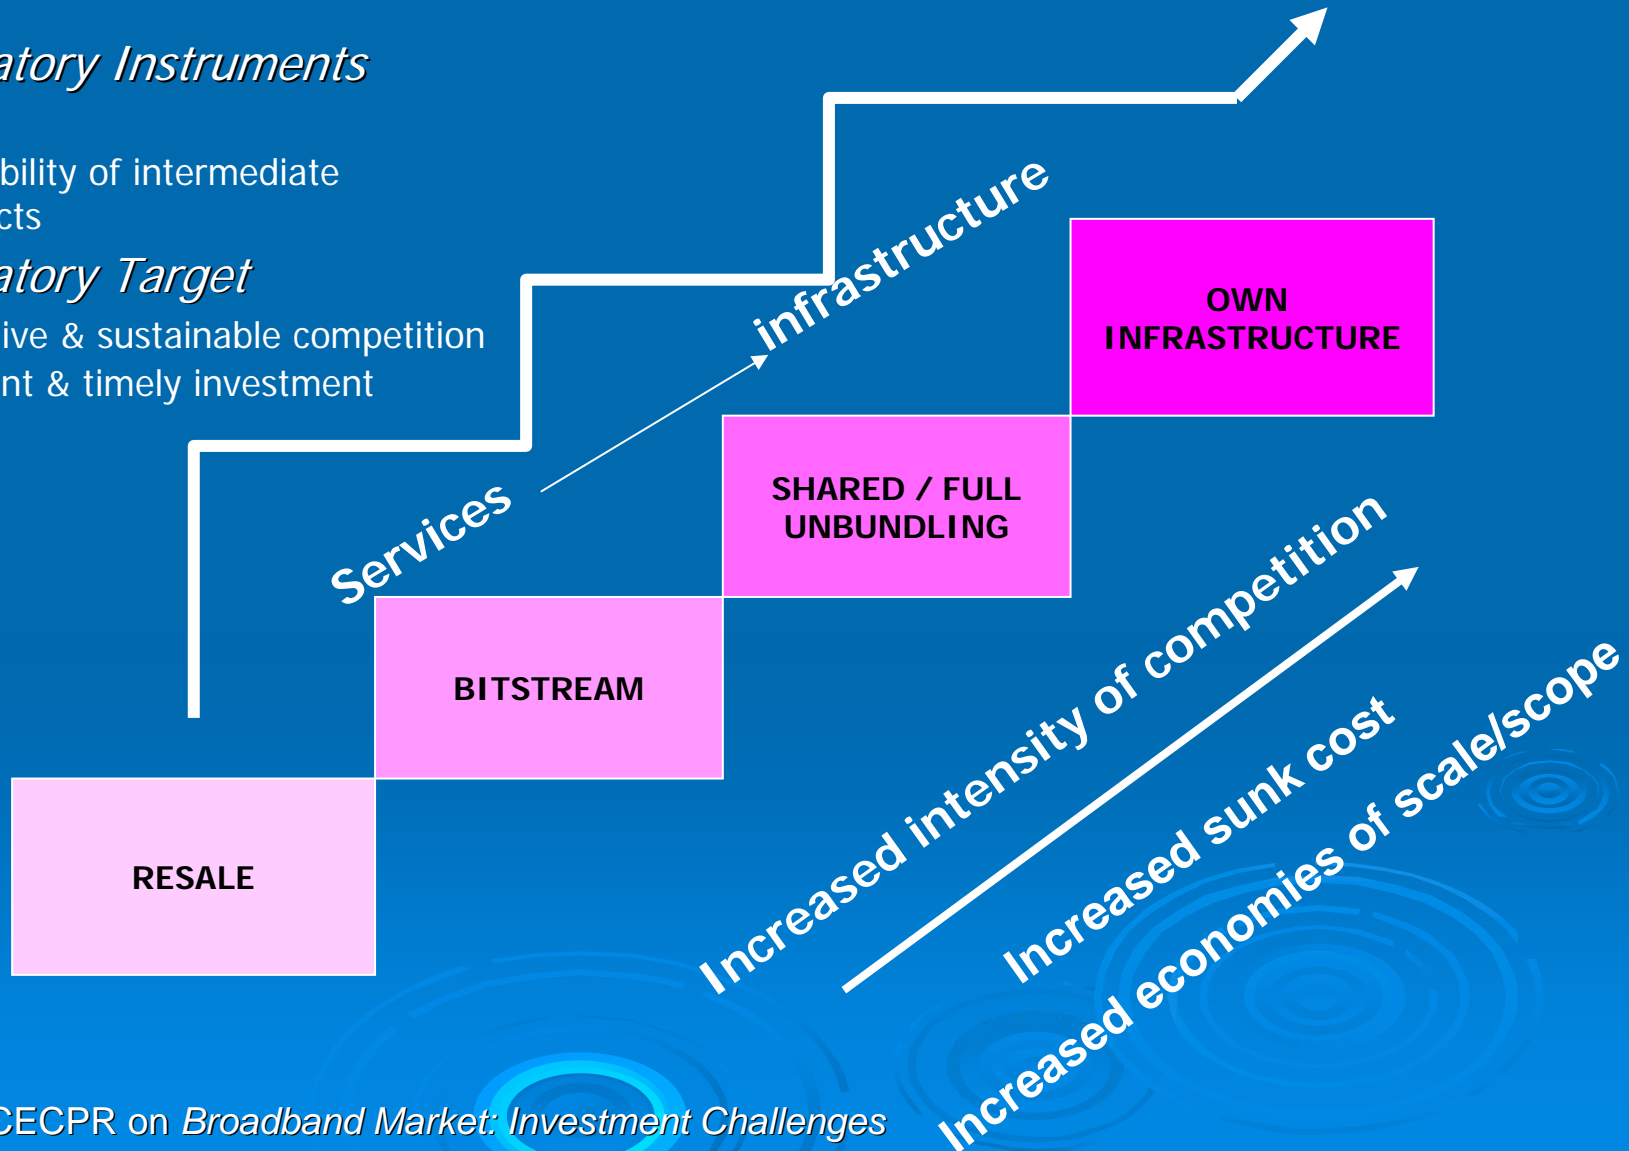 atory Instruments
bility of intermediate
cts
atory Target
ive & sustainable competition
nt & timely investment
infrastructure
Services
OWN
INFRASTRUCTURE
SHARED / FULL
UNBUNDLING
BITSTREAM
RESALE
Increased intensity of competition
Increased sunk cost
Increased economies of scale/scope
CECPR on Broadband Market: Investment Challenges